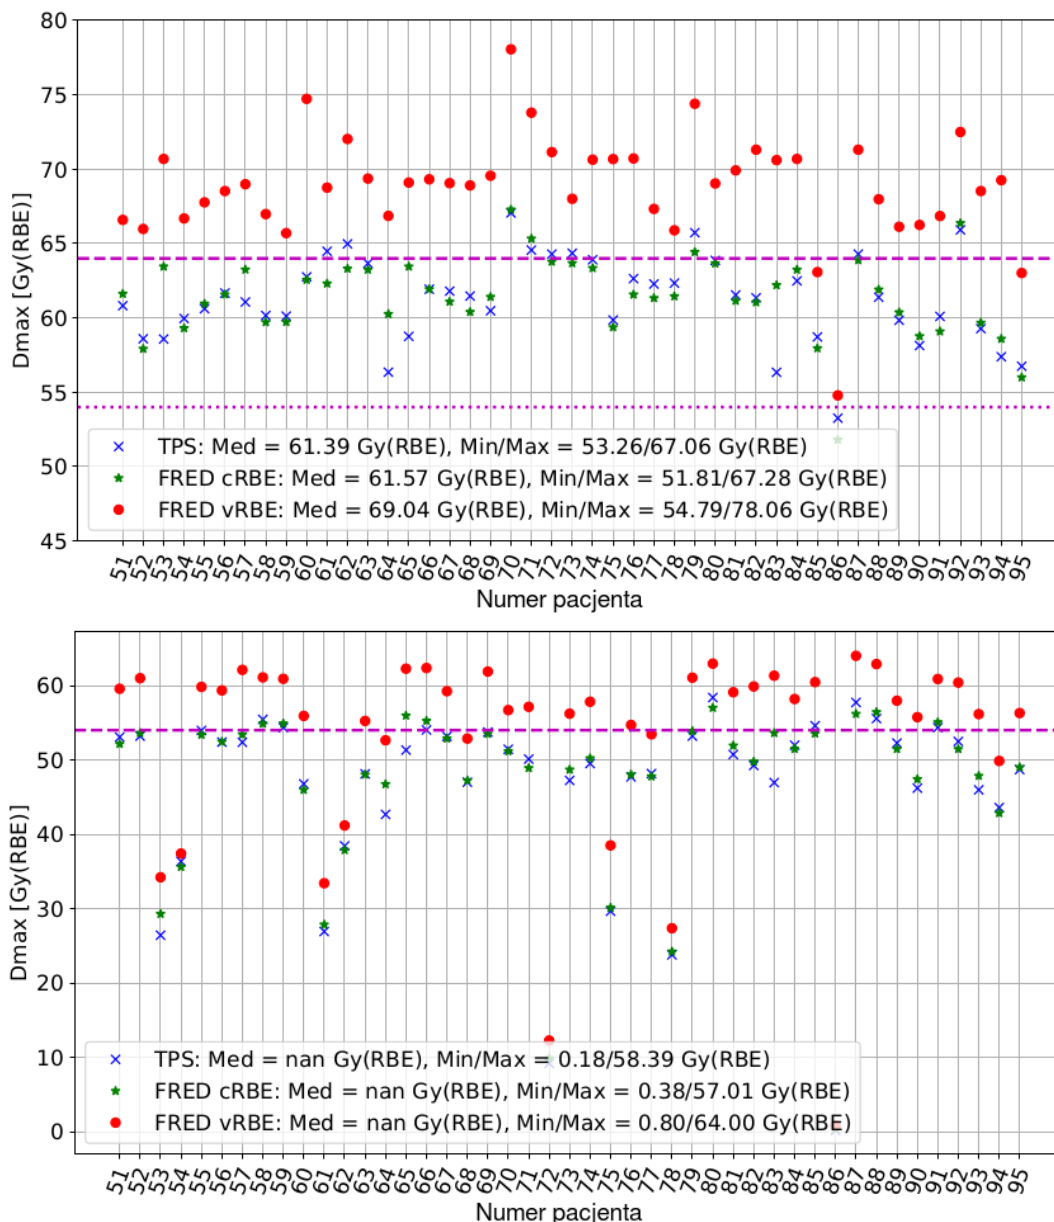 80
75
70
65
60
55
50
45
Dmax [Gy(RBE)]
TPS: Med = 61.39 Gy(RBE), Min/Max = 53.26/67.06 Gy(RBE)
FRED cRBE: Med = 61.57 Gy(RBE), Min/Max = 51.81/67.28 Gy(RBE)
FRED vRBE: Med = 69.04 Gy(RBE), Min/Max = 54.79/78.06 Gy(RBE)
51 52 53 54 55 56 57 58 59 60 61 62 63 64 65 66 67 68 69 70 71 72 73 74 75 76 77 78 79 80 81 82 83 84 85 86 87 88 89 90 91 92 93 94 95
Numer pacjenta
60
50
40
30
20
10
0
Dmax [Gy(RBE)]
TPS: Med = nan Gy(RBE), Min/Max = 0.18/58.39 Gy(RBE)
FRED cRBE: Med = nan Gy(RBE), Min/Max = 0.38/57.01 Gy(RBE)
FRED vRBE: Med = nan Gy(RBE), Min/Max = 0.80/64.00 Gy(RBE)
51 52 53 54 55 56 57 58 59 60 61 62 63 64 65 66 67 68 69 70 71 72 73 74 75 76 77 78 79 80 81 82 83 84 85 86 87 88 89 90 91 92 93 94 95
Numer pacjenta